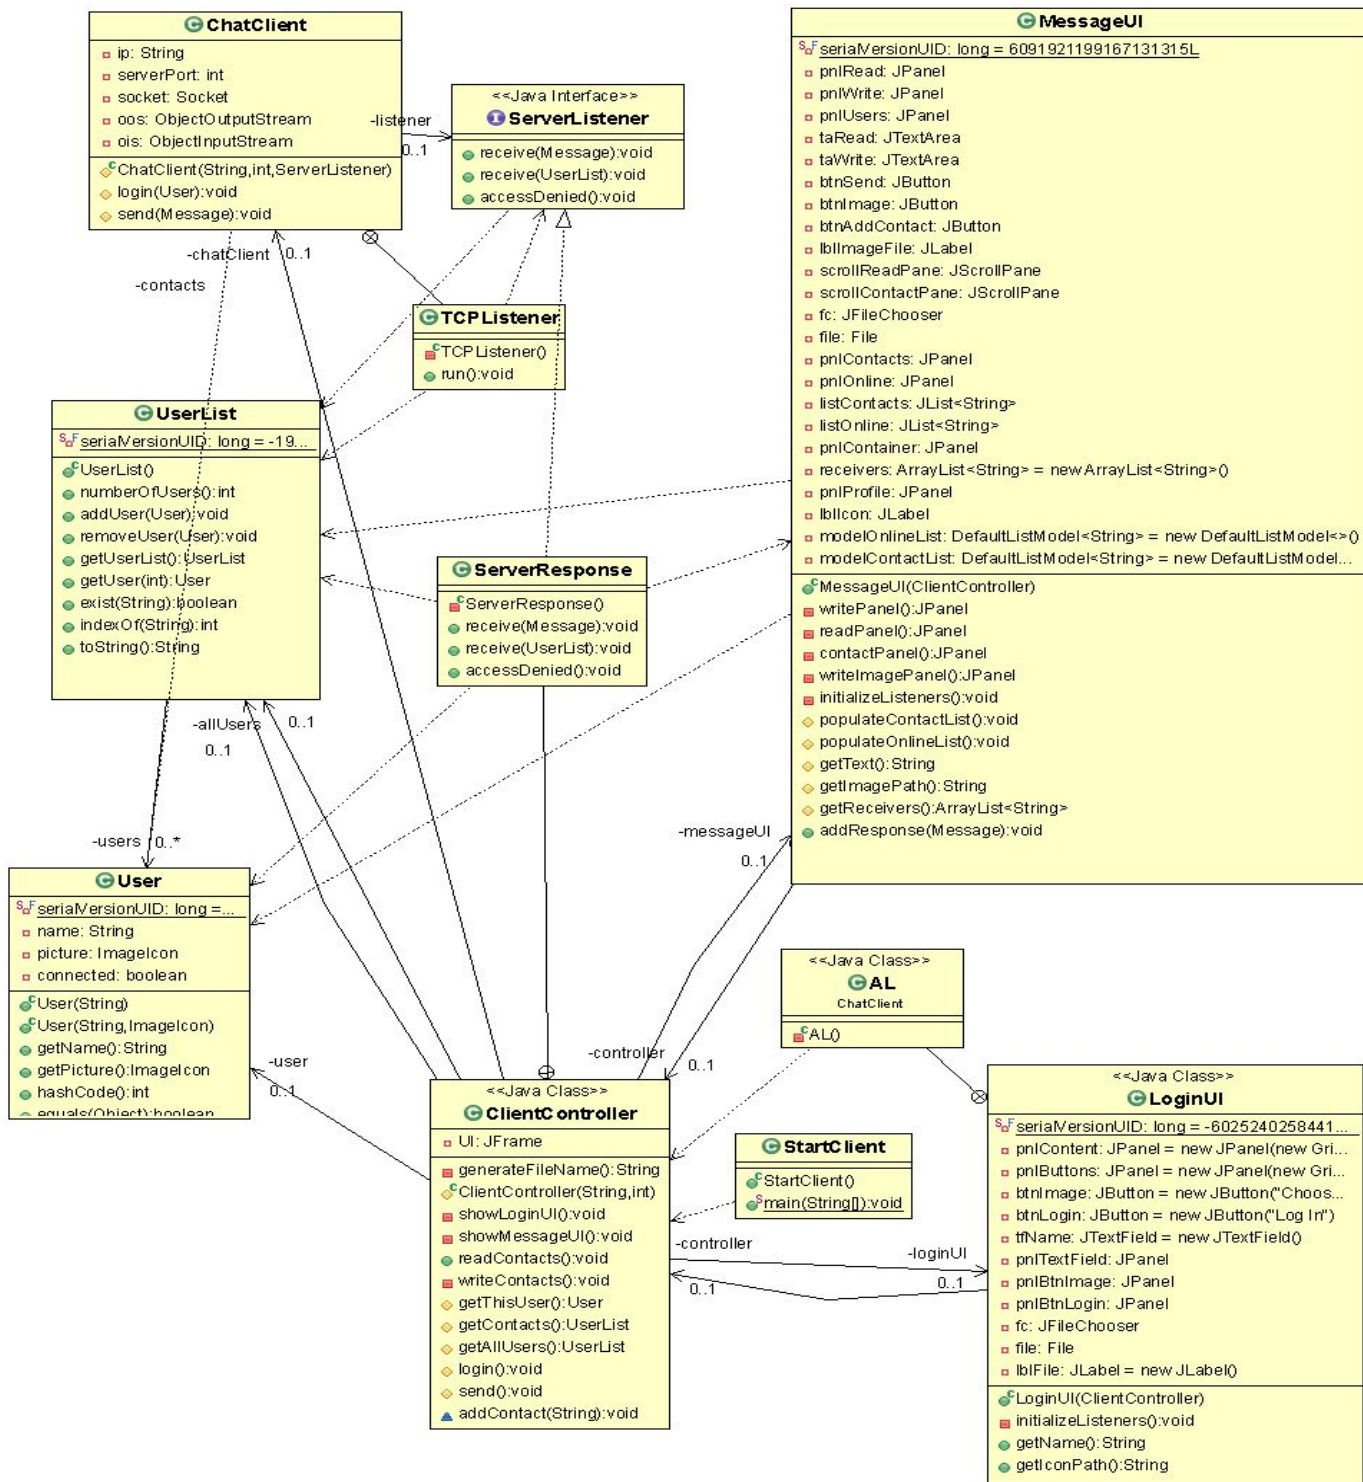 ChatClient
ip: String
serverPort: int
socket: Socket
oos: ObjectOutputStream
ois: ObjectInputStream
ChatClient(String,int,ServerListener)
login(User):void
send(Message):void
-listener
0..1
<<Java Interface>>
ServerListener
receive(Message):void
receive(UserList):void
accessDenied():void
-chatClient
0..1
-contacts
TCPListener
TCPListener()
run():void
MessageUI
serialVersionUID: long = 6091921199167131315L
pnlRead: JPanel
pnlWrite: JPanel
pnlUsers: JPanel
taRead: JTextArea
taWrite: JTextArea
btnSend: JButton
btnImage: JButton
btnAddContact: JButton
lblImageFile: JLabel
scrollReadPane: JScrollPane
scrollContactPane: JScrollPane
fc: JFileChooser
file: File
pnlContacts: JPanel
pnlOnline: JPanel
listContacts: JList<String>
listOnline: JList<String>
pnlContainer: JPanel
receivers: ArrayList<String> = new ArrayList<String>()
pnlProfile: JPanel
lblIcon: JLabel
modelOnlineList: DefaultListModel<String> = new DefaultListModel<>()
modelContactList: DefaultListModel<String> = new DefaultListModel...
MessageUI(ClientController)
writePanel():JPanel
readPanel():JPanel
contactPanel():JPanel
writeImagePanel():JPanel
initializeListeners():void
populateContactList():void
populateOnlineList():void
getText():String
getImagePath():String
getReceivers():ArrayList<String>
addResponse(Message):void
UserList
serialVersionUID: long = -19...
UserList()
numberOfUsers():int
addUser(User):void
removeUser(User):void
getUserList():UserList
getUser(int):User
exist(String):boolean
indexOf(String):int
toString():String
ServerResponse
ServerResponse()
receive(Message):void
receive(UserList):void
accessDenied():void
-allUsers
0..1
0..1
-users
0..*
-messageUI
0..1
User
serialVersionUID: long =...
name: String
picture: ImageIcon
connected: boolean
User(String)
User(String,ImageIcon)
getName():String
getPicture():ImageIcon
hashCode():int
equals(Object):boolean
-user
0..1
-controller
0..1
<<Java Class>>
AL
ChatClient
AL()
<<Java Class>>
ClientController
UI: JFrame
generateFileName():String
ClientController(String,int)
showLoginUI():void
showMessageUI():void
readContacts():void
writeContacts():void
getThisUser():User
getContacts():UserList
getAllUsers():UserList
login():void
send():void
addContact(String):void
StartClient
StartClient()
main(String[]):void
-controller
0..1
-loginUI
0..1
<<Java Class>>
LoginUI
serialVersionUID: long = -6025240258441...
pnlContent: JPanel = new JPanel(new Gri...
pnlButtons: JPanel = new JPanel(new Gri...
btnImage: JButton = new JButton("Choos...
btnLogin: JButton = new JButton("Log In")
tfName: JTextField = new JTextField()
pnlTextField: JPanel
pnlBtnImage: JPanel
pnlBtnLogin: JPanel
fc: JFileChooser
file: File
lblFile: JLabel = new JLabel()
LoginUI(ClientController)
initializeListeners():void
getName():String
getIconPath():String